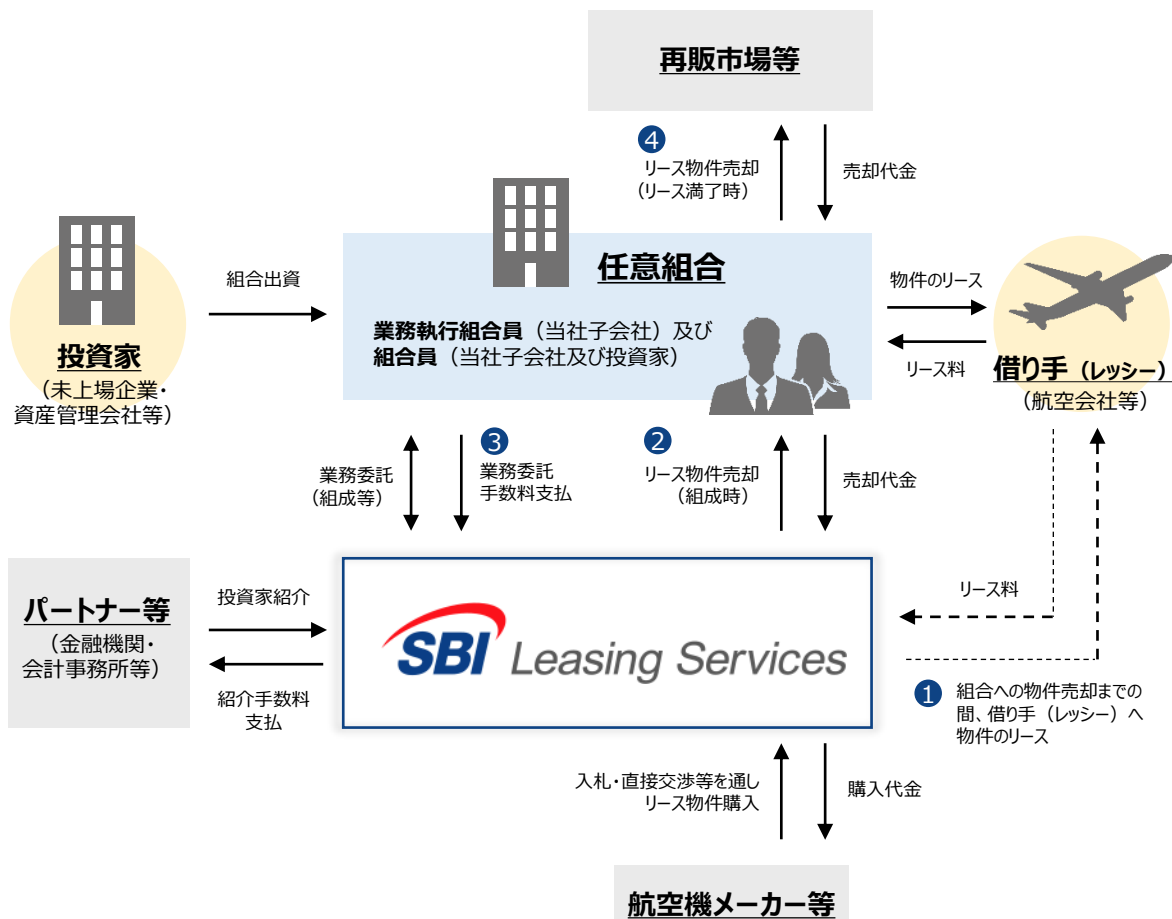 再販市場等
4
リース物件売却
（リース満了時）
売却代金
組合出資
任意組合
業務執行組合員（当社子会社）及び
組合員（当社子会社及び投資家）
物件のリース
リース料
投資家
（未上場企業・
資産管理会社等）
借り手（レッシー）
（航空会社等）
業務委託
（組成等）
3
業務委託
手数料支払
2
リース物件売却
（組成時）
売却代金
パートナー等
（金融機関・
会計事務所等）
投資家紹介
紹介手数料
支払
SBI Leasing Services
リース料
1
組合への物件売却までの
間、借り手（レッシー）へ
物件のリース
入札・直接交渉等を通し
リース物件購入
購入代金
航空機メーカー等